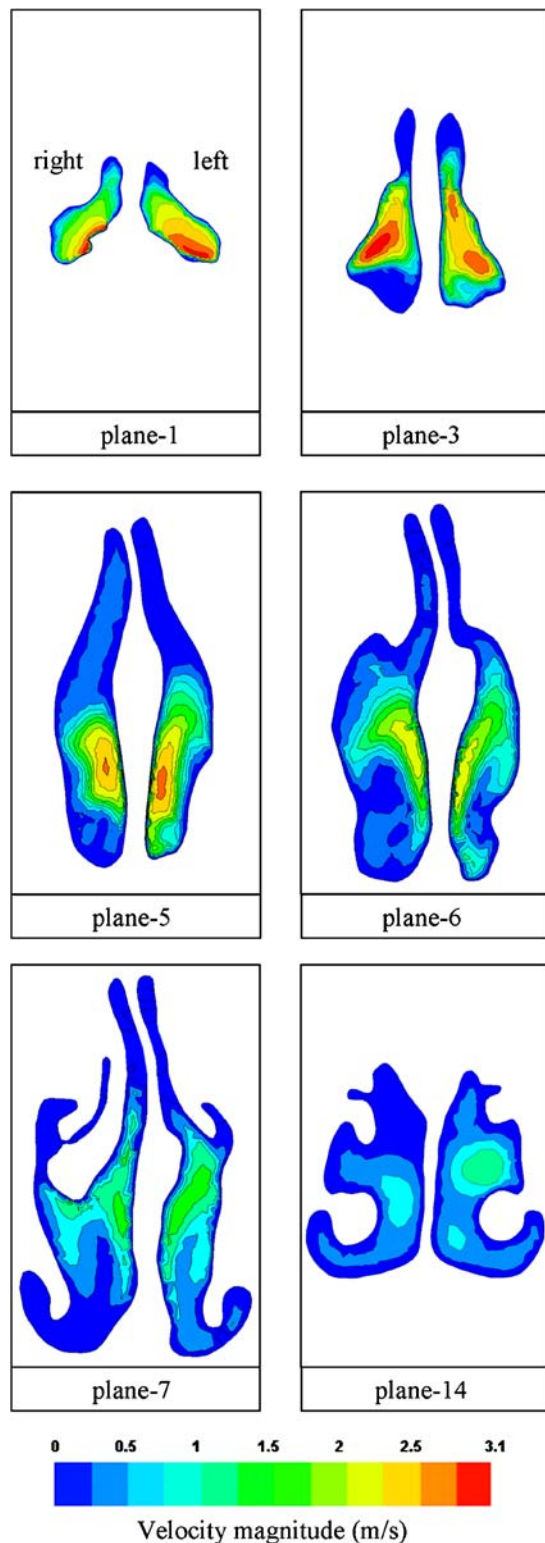 right left
plane-1
plane-3
plane-5
plane-6
plane-7
plane-14
0 0.5 1 1.5 2 2.5 3.1
Velocity magnitude (m/s)